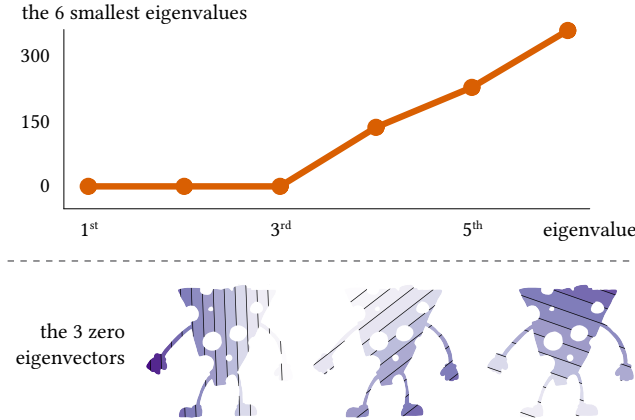 the 6 smallest eigenvalues
300
150
0
1st 3rd 5th eigenvalue
the 3 zero
eigenvectors